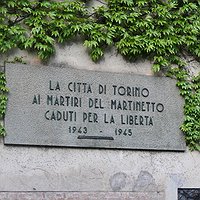 LA CITTÀ DI TORINO
AI MARTIRI DEL MARTINETTO
CADUTI PER LA LIBERTÀ
1943 - 1945